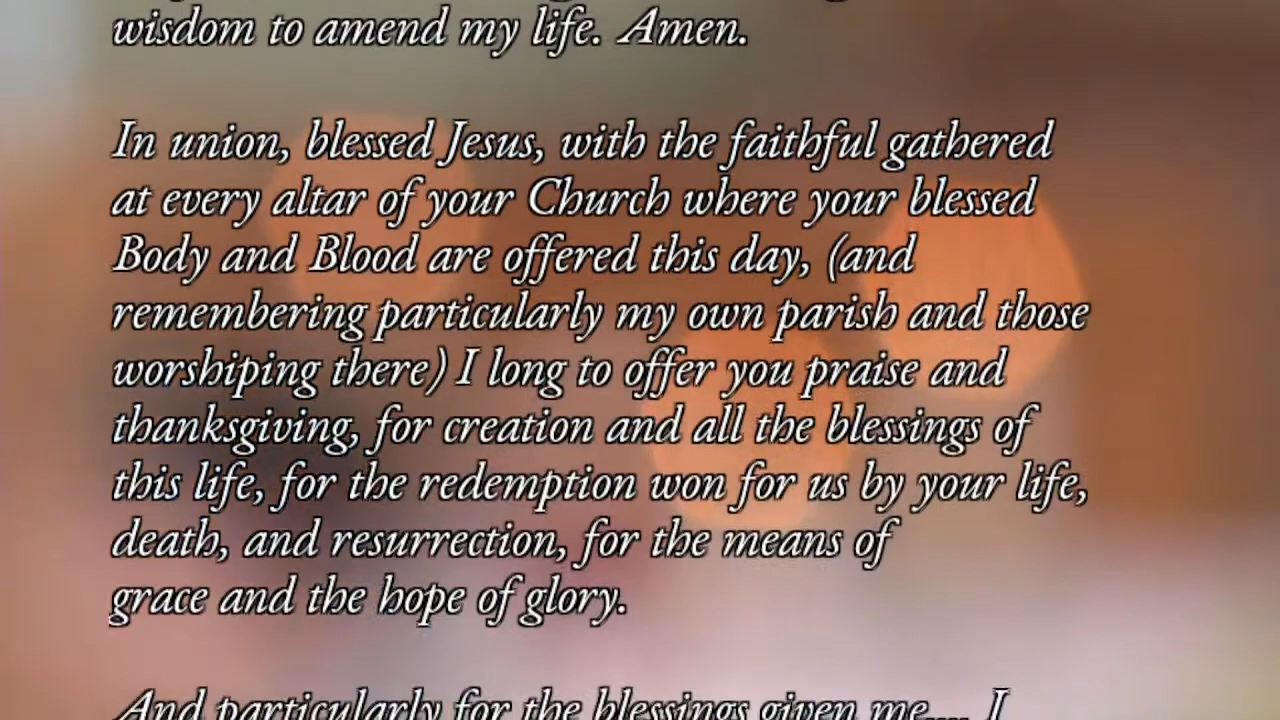 wisdom to amend my life. Amen.
In union, blessed Jesus, with the faithful gathered
at every altar of your Church where your blessed
Body and Blood are offered this day, (and
remembering particularly my own parish and those
worshiping there) I long to offer you praise and
thanksgiving, for creation and all the blessings of
this life, for the redemption won for us by your life,
death, and resurrection, for the means of
grace and the hope of glory.
And particularly for the blessings given me.... I